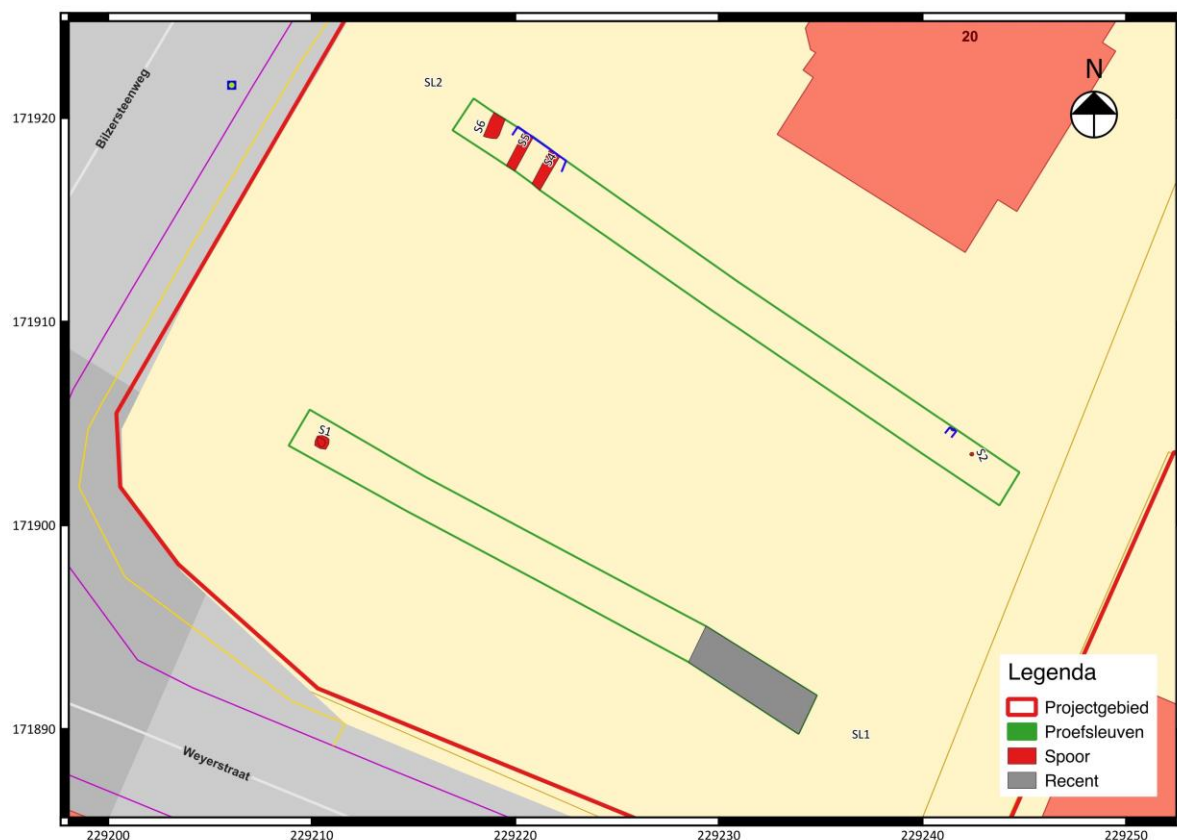 20
N
Bilzersteenweg
SL2
171920
S6
S5
S4
171910
S1
S2
171900
171890
SL1
Weyerstraat
Legenda
Projectgebied
Proefsleuven
Spoor
Recent
229200 229210 229220 229230 229240 229250